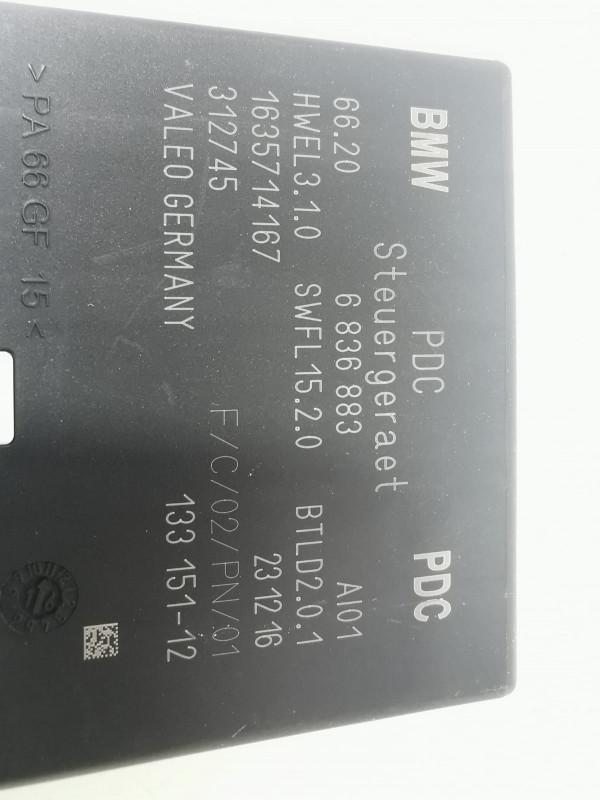 BMW PDC PDC
Steuergeraet
66.20 6 836 883 AI01
HWEL3.1.0 SWFL15.2.0 BTLD2.0.1
1635714167 23 12 16
312745 F/C/02/PN/01
VALEO GERMANY 133 151-12
> PA 66 GF 15 <